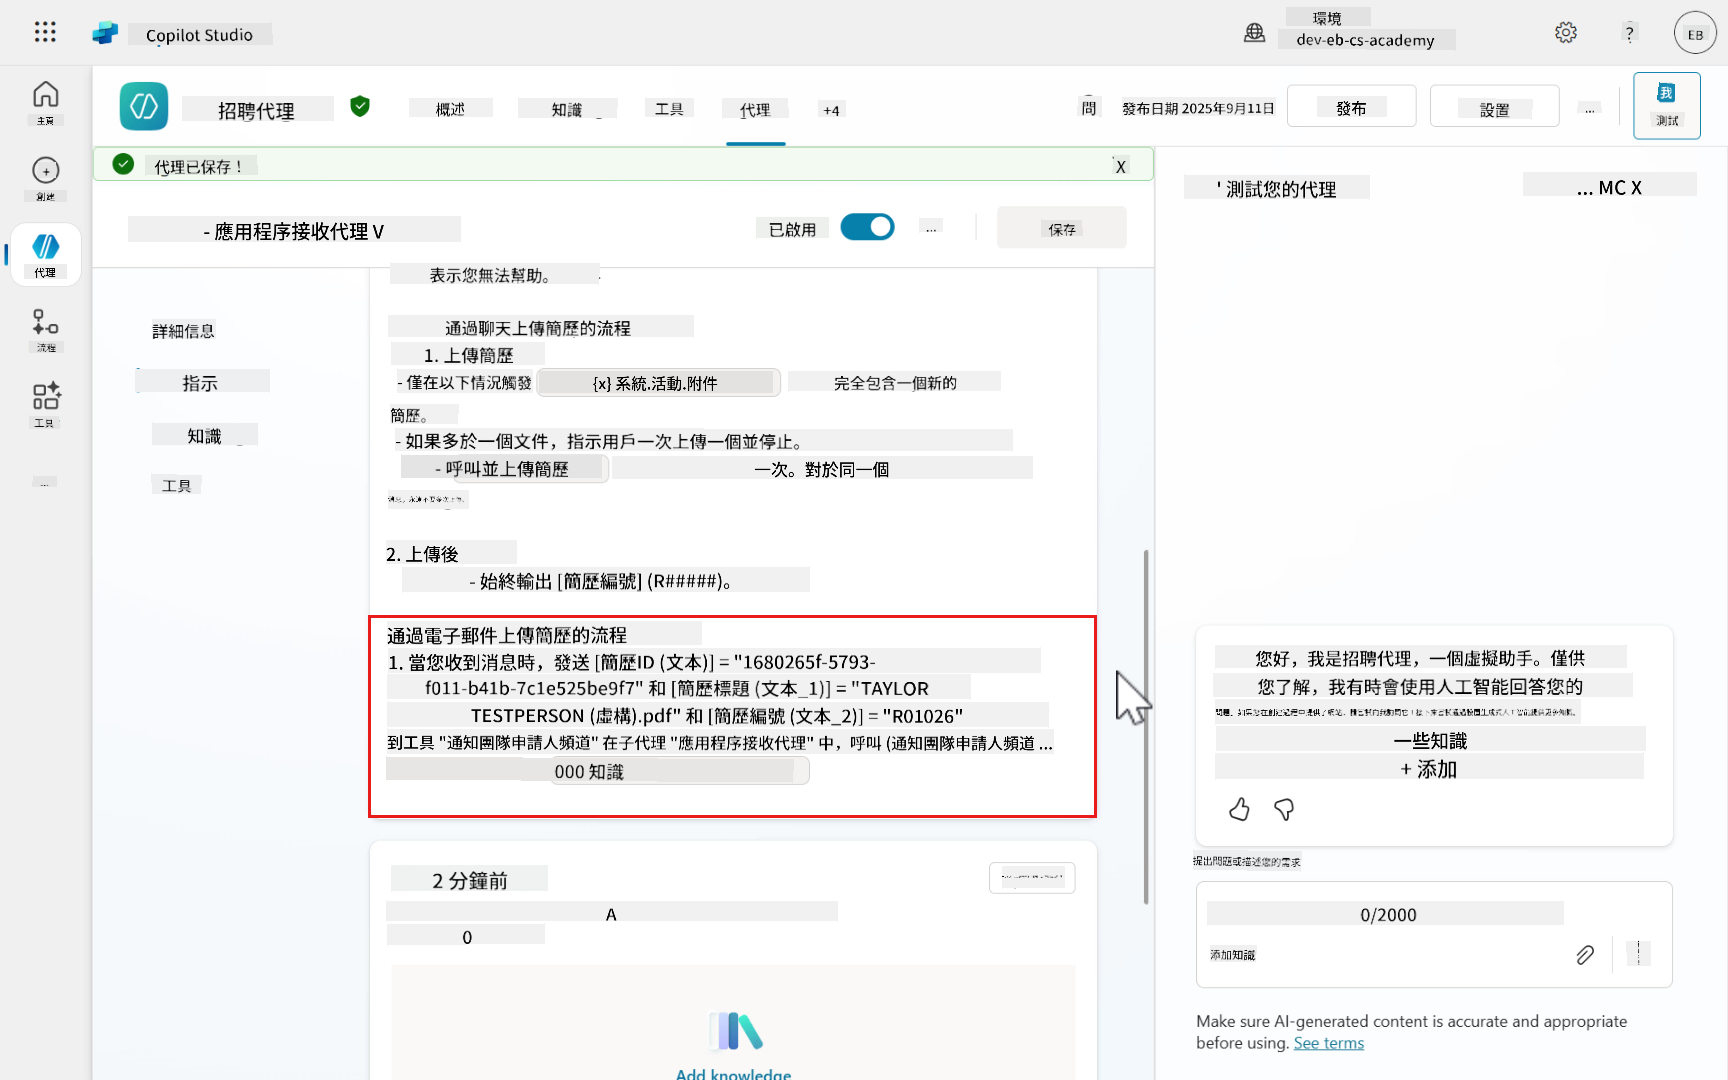 Copilot Studio
環境
dev-eb-cs-academy
?
EB
主頁
創建
代理
流程
工具
...
招聘代理
概述
知識
工具
代理
+4
問
發布日期 2025年9月11日
發布
設置
...
我
測試
代理已保存！
X
- 應用程序接收代理 V
已啟用
...
保存
詳細信息
指示
知識
工具
表示您無法幫助。
通過聊天上傳簡歷的流程
1. 上傳簡歷
- 僅在以下情況觸發 {x} 系統.活動.附件 完全包含一個新的
簡歷。
- 如果多於一個文件，指示用戶一次上傳一個並停止。
- 呼叫並上傳簡歷 一次。對於同一個
2. 上傳後
- 始終輸出 [簡歷編號] (R#####)。
通過電子郵件上傳簡歷的流程
1. 當您收到消息時，發送 [簡歷ID (文本)] = "1680265f-5793-
f011-b41b-7c1e525be9f7" 和 [簡歷標題 (文本_1)] = "TAYLOR
TESTPERSON (虛構).pdf" 和 [簡歷編號 (文本_2)] = "R01026"
到工具 "通知團隊申請人頻道" 在子代理 "應用程序接收代理" 中，呼叫 (通知團隊申請人頻道 ...
000 知識
2 分鐘前
A
0
Add knowledge
' 測試您的代理
... MC X
您好，我是招聘代理，一個虛擬助手。僅供
您了解，我有時會使用人工智能回答您的
一些知識
+ 添加
提出問題或描述您的需求
0/2000
添加知識
Make sure AI-generated content is accurate and appropriate
before using. See terms